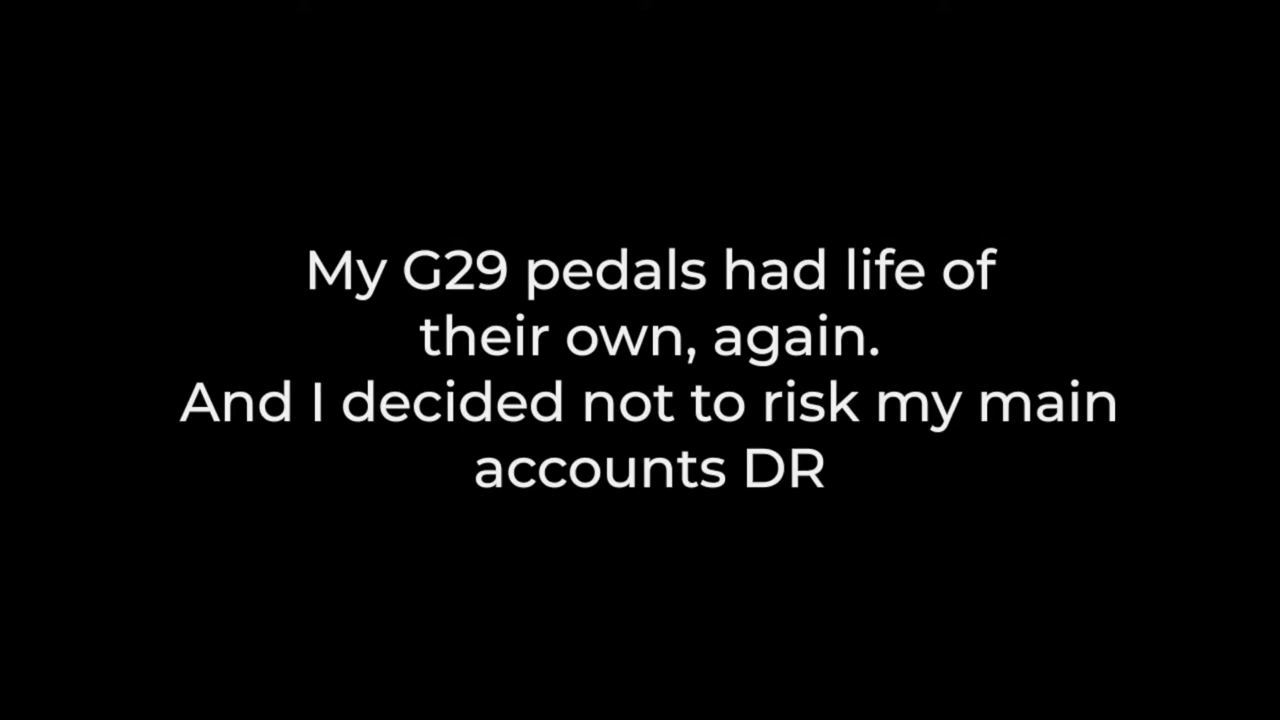 My G29 pedals had life of
their own, again.
And I decided not to risk my main
accounts DR